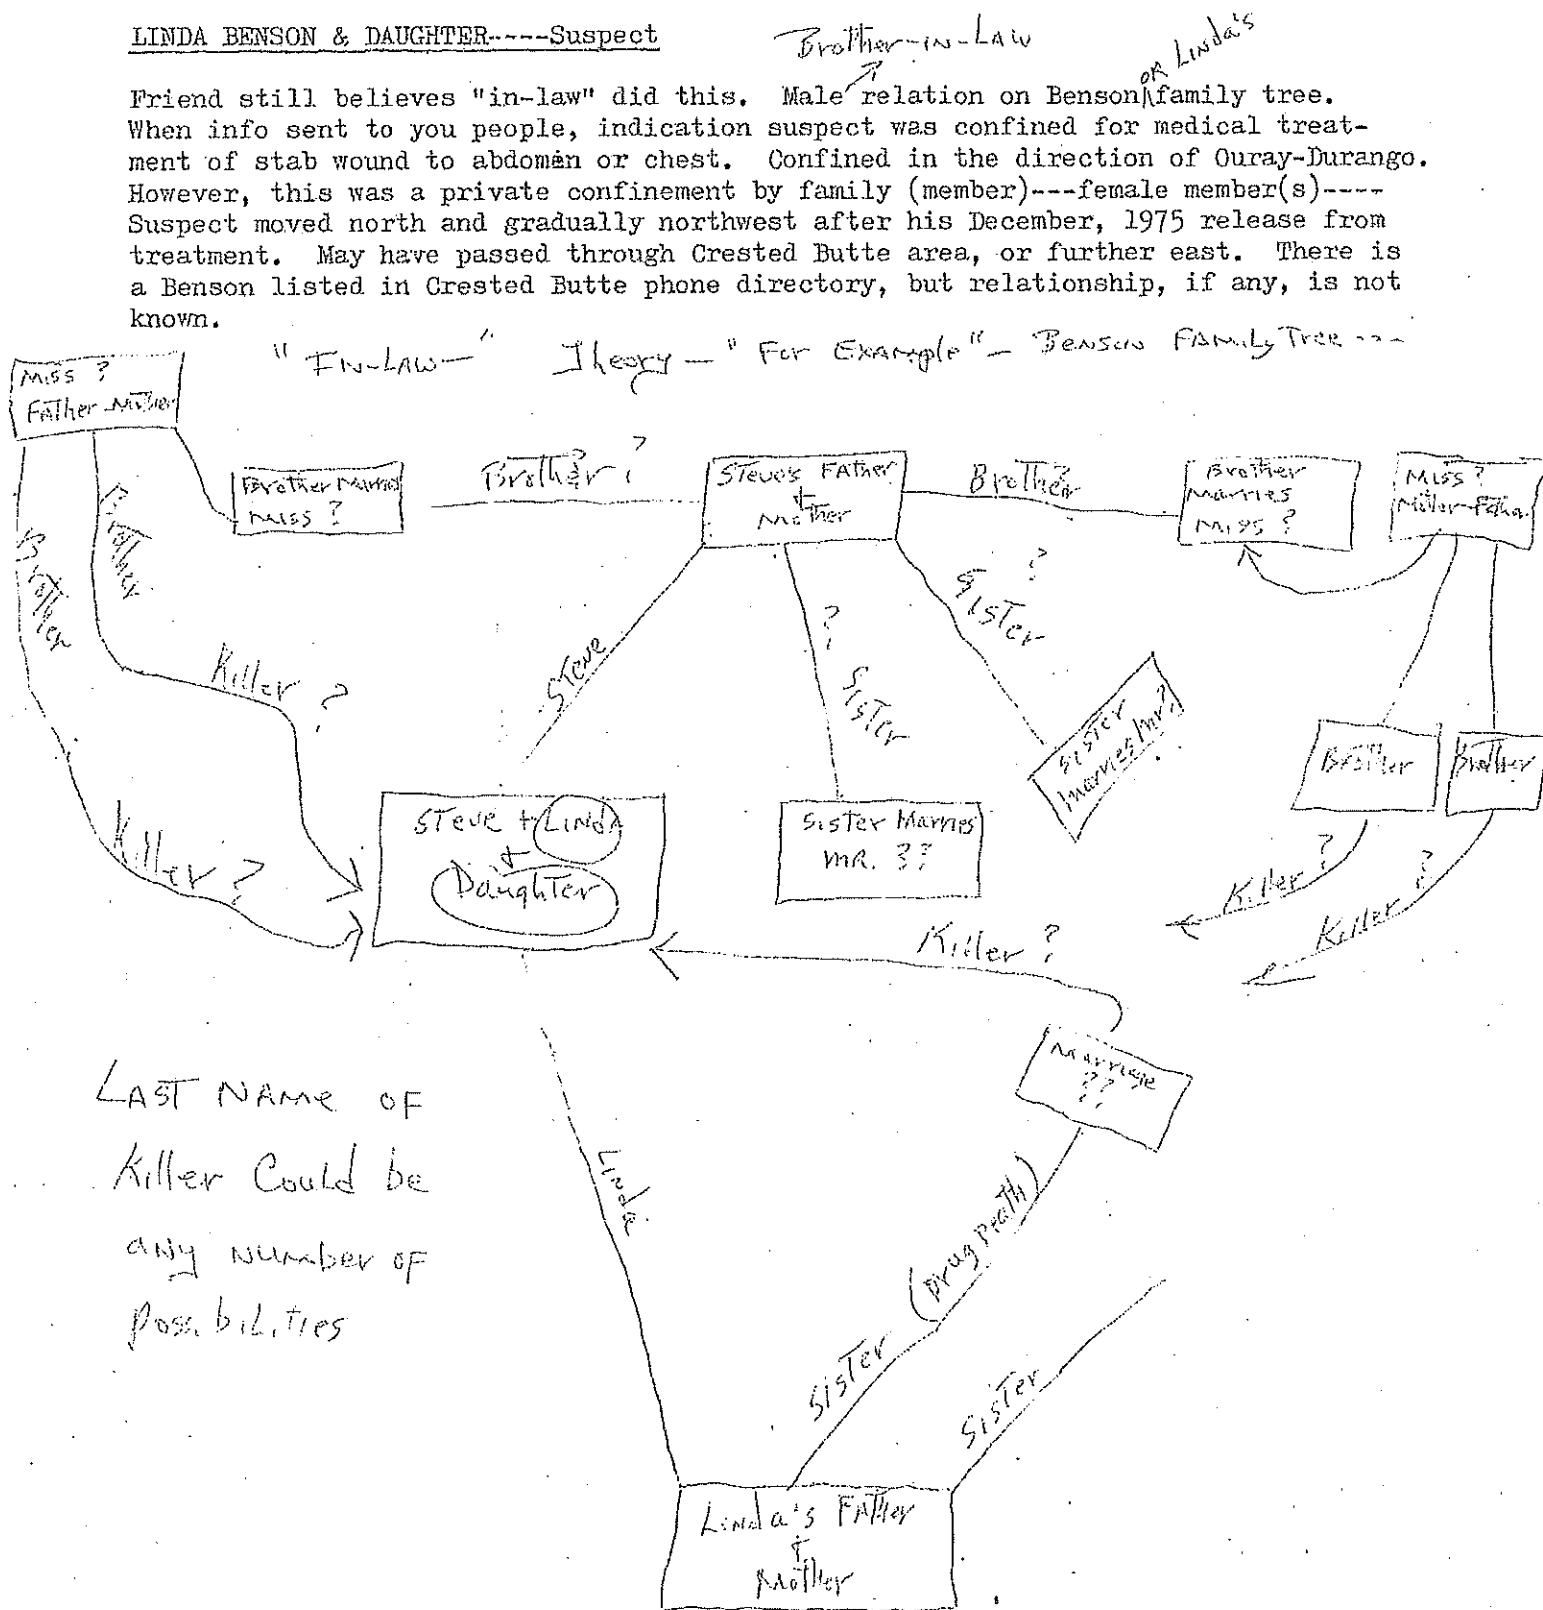 LINDA BENSON & DAUGHTER-----Suspect
Brother-in-Law
or Linda's
Friend still believes "in-law" did this. Male relation on Benson family tree.
When info sent to you people, indication suspect was confined for medical treat-
ment of stab wound to abdomen or chest. Confined in the direction of Ouray-Durango.
However, this was a private confinement by family (member)---female member(s)----
Suspect moved north and gradually northwest after his December, 1975 release from
treatment. May have passed through Crested Butte area, or further east. There is
a Benson listed in Crested Butte phone directory, but relationship, if any, is not
known.
"IN-LAW-" Theory - "For Example" - BENSON FAMILY Tree ---
Miss ?
Father-Mother
Brother Marries
Miss ?
Brother ?
Steve's Father
+
Mother
Brother ?
Brother
Marries
Miss ?
Miss ?
Mother-Father
Brother
Brother
Killer ?
Killer ?
Steve
? Sister
? Sister
Sister
Marries Mr. ?
Brother
Brother
Steve + Linda
+
Daughter
Sister Marries
MR. ??
Killer ?
Killer ?
Killer ?
Marriage
??
??
LAST NAME OF
Killer Could be
any number of
Possibilities
Linda
Sister (Drug Death)
Sister
Linda's Father
+
Mother